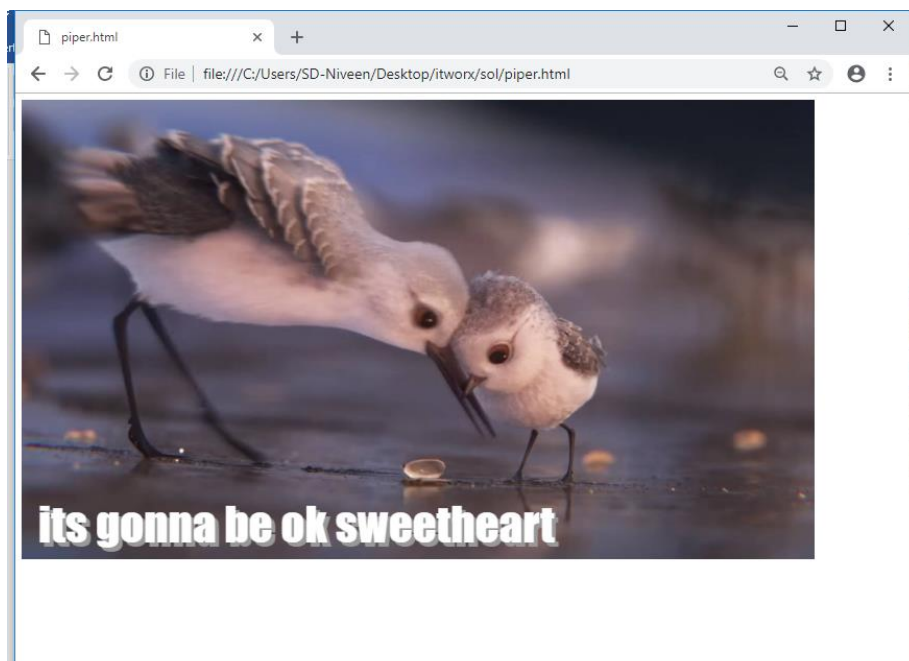 piper.html
File
file:///C:/Users/SD-Niveen/Desktop/itworx/sol/piper.html
its gonna be ok sweetheart